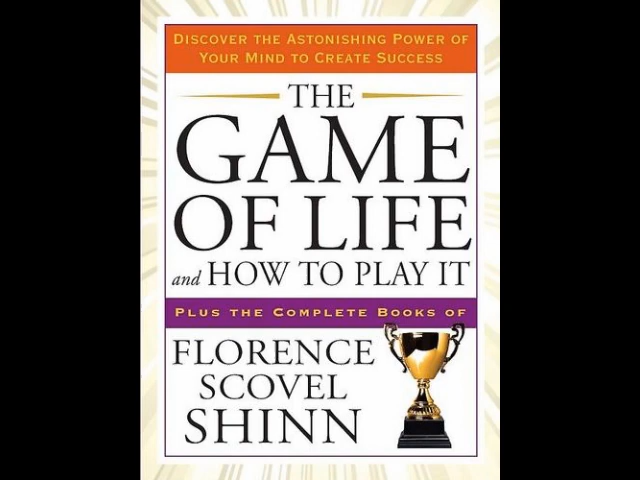 DISCOVER THE ASTONISHING POWER OF
YOUR MIND TO CREATE SUCCESS
THE
GAME
OF LIFE
and HOW TO PLAY IT
PLUS THE COMPLETE BOOKS OF
FLORENCE
SCOVEL
SHINN